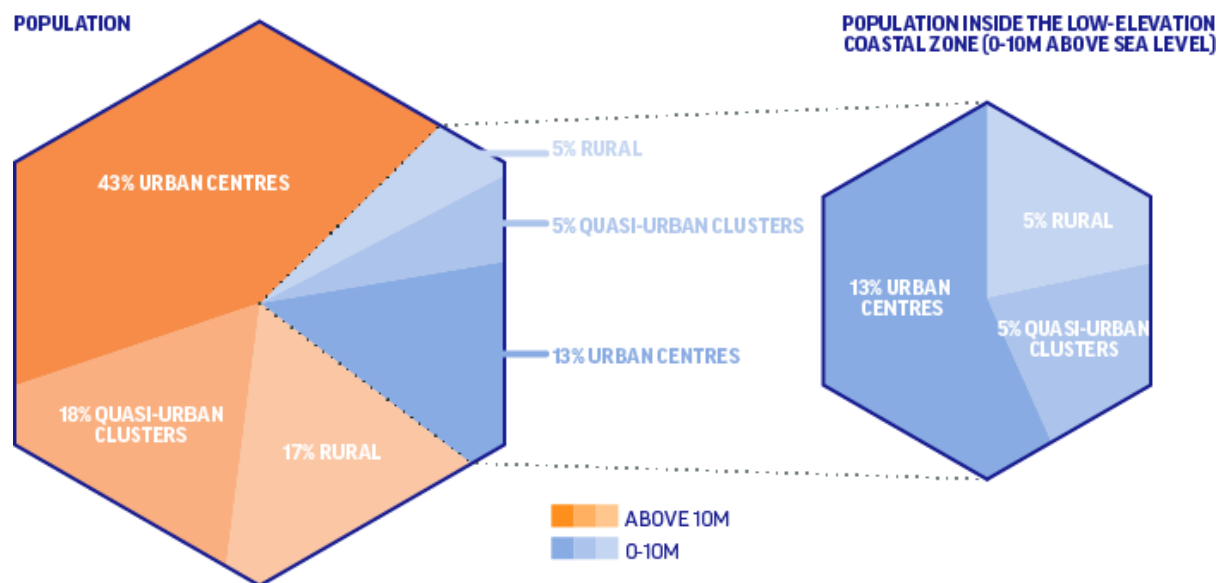 POPULATION
POPULATION INSIDE THE LOW-ELEVATION
COASTAL ZONE (0-10M ABOVE SEA LEVEL)
43% URBAN CENTRES
5% RURAL
5% QUASI-URBAN CLUSTERS
13% URBAN CENTRES
18% QUASI-URBAN
CLUSTERS
17% RURAL
5% RURAL
13% URBAN
CENTRES
5% QUASI-URBAN
CLUSTERS
ABOVE 10M
0-10M